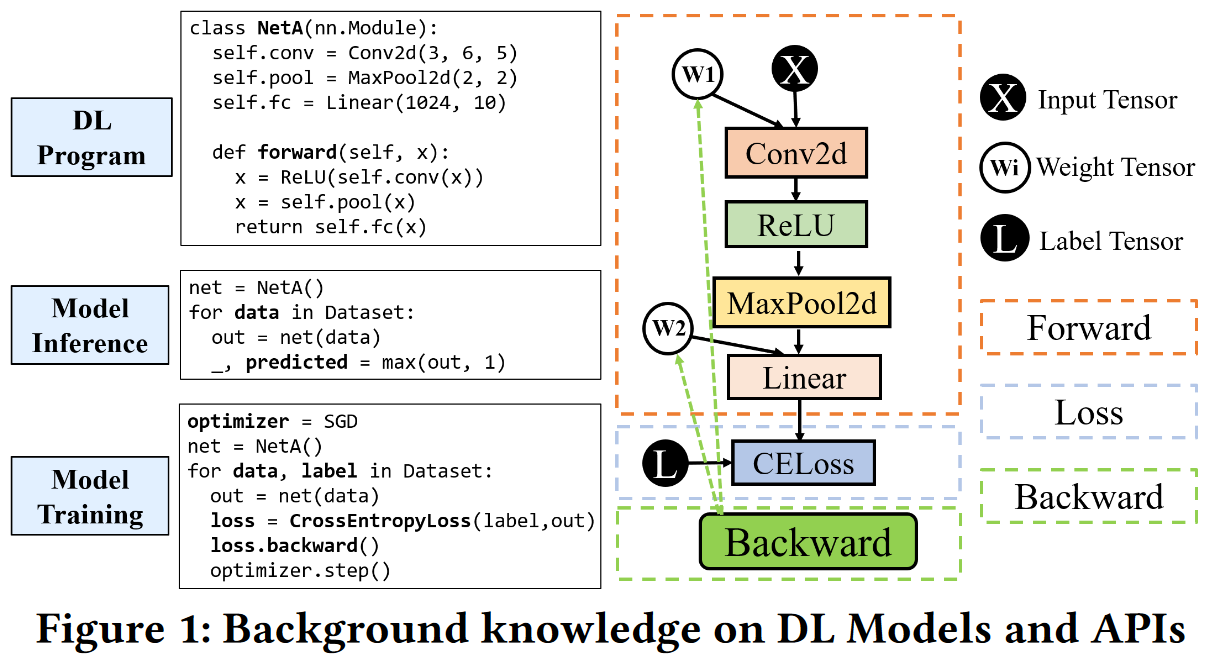 DL
Program
class NetA(nn.Module):
  self.conv = Conv2d(3, 6, 5)
  self.pool = MaxPool2d(2, 2)
  self.fc = Linear(1024, 10)

  def forward(self, x):
    x = ReLU(self.conv(x))
    x = self.pool(x)
    return self.fc(x)
Model
Inference
net = NetA()
for data in Dataset:
  out = net(data)
  _, predicted = max(out, 1)
Model
Training
optimizer = SGD
net = NetA()
for data, label in Dataset:
  out = net(data)
  loss = CrossEntropyLoss(label,out)
  loss.backward()
  optimizer.step()
W1
X
Conv2d
ReLU
MaxPool2d
W2
Linear
L
CELoss
Backward
X Input Tensor
Wi Weight Tensor
L Label Tensor
Forward
Loss
Backward
Figure 1: Background knowledge on DL Models and APIs